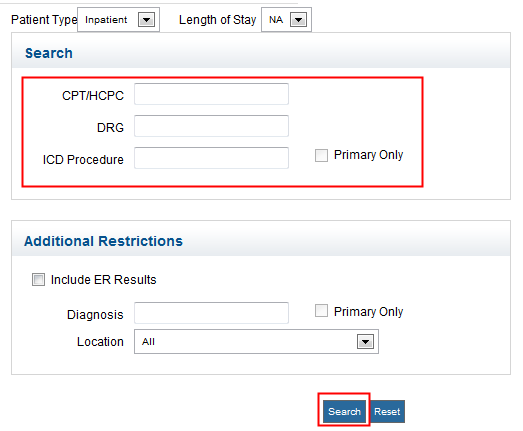 Patient Type Inpatient Length of Stay NA
Search
CPT/HCPC
DRG
ICD Procedure Primary Only
Additional Restrictions
Include ER Results
Diagnosis Primary Only
Location All
Search Reset